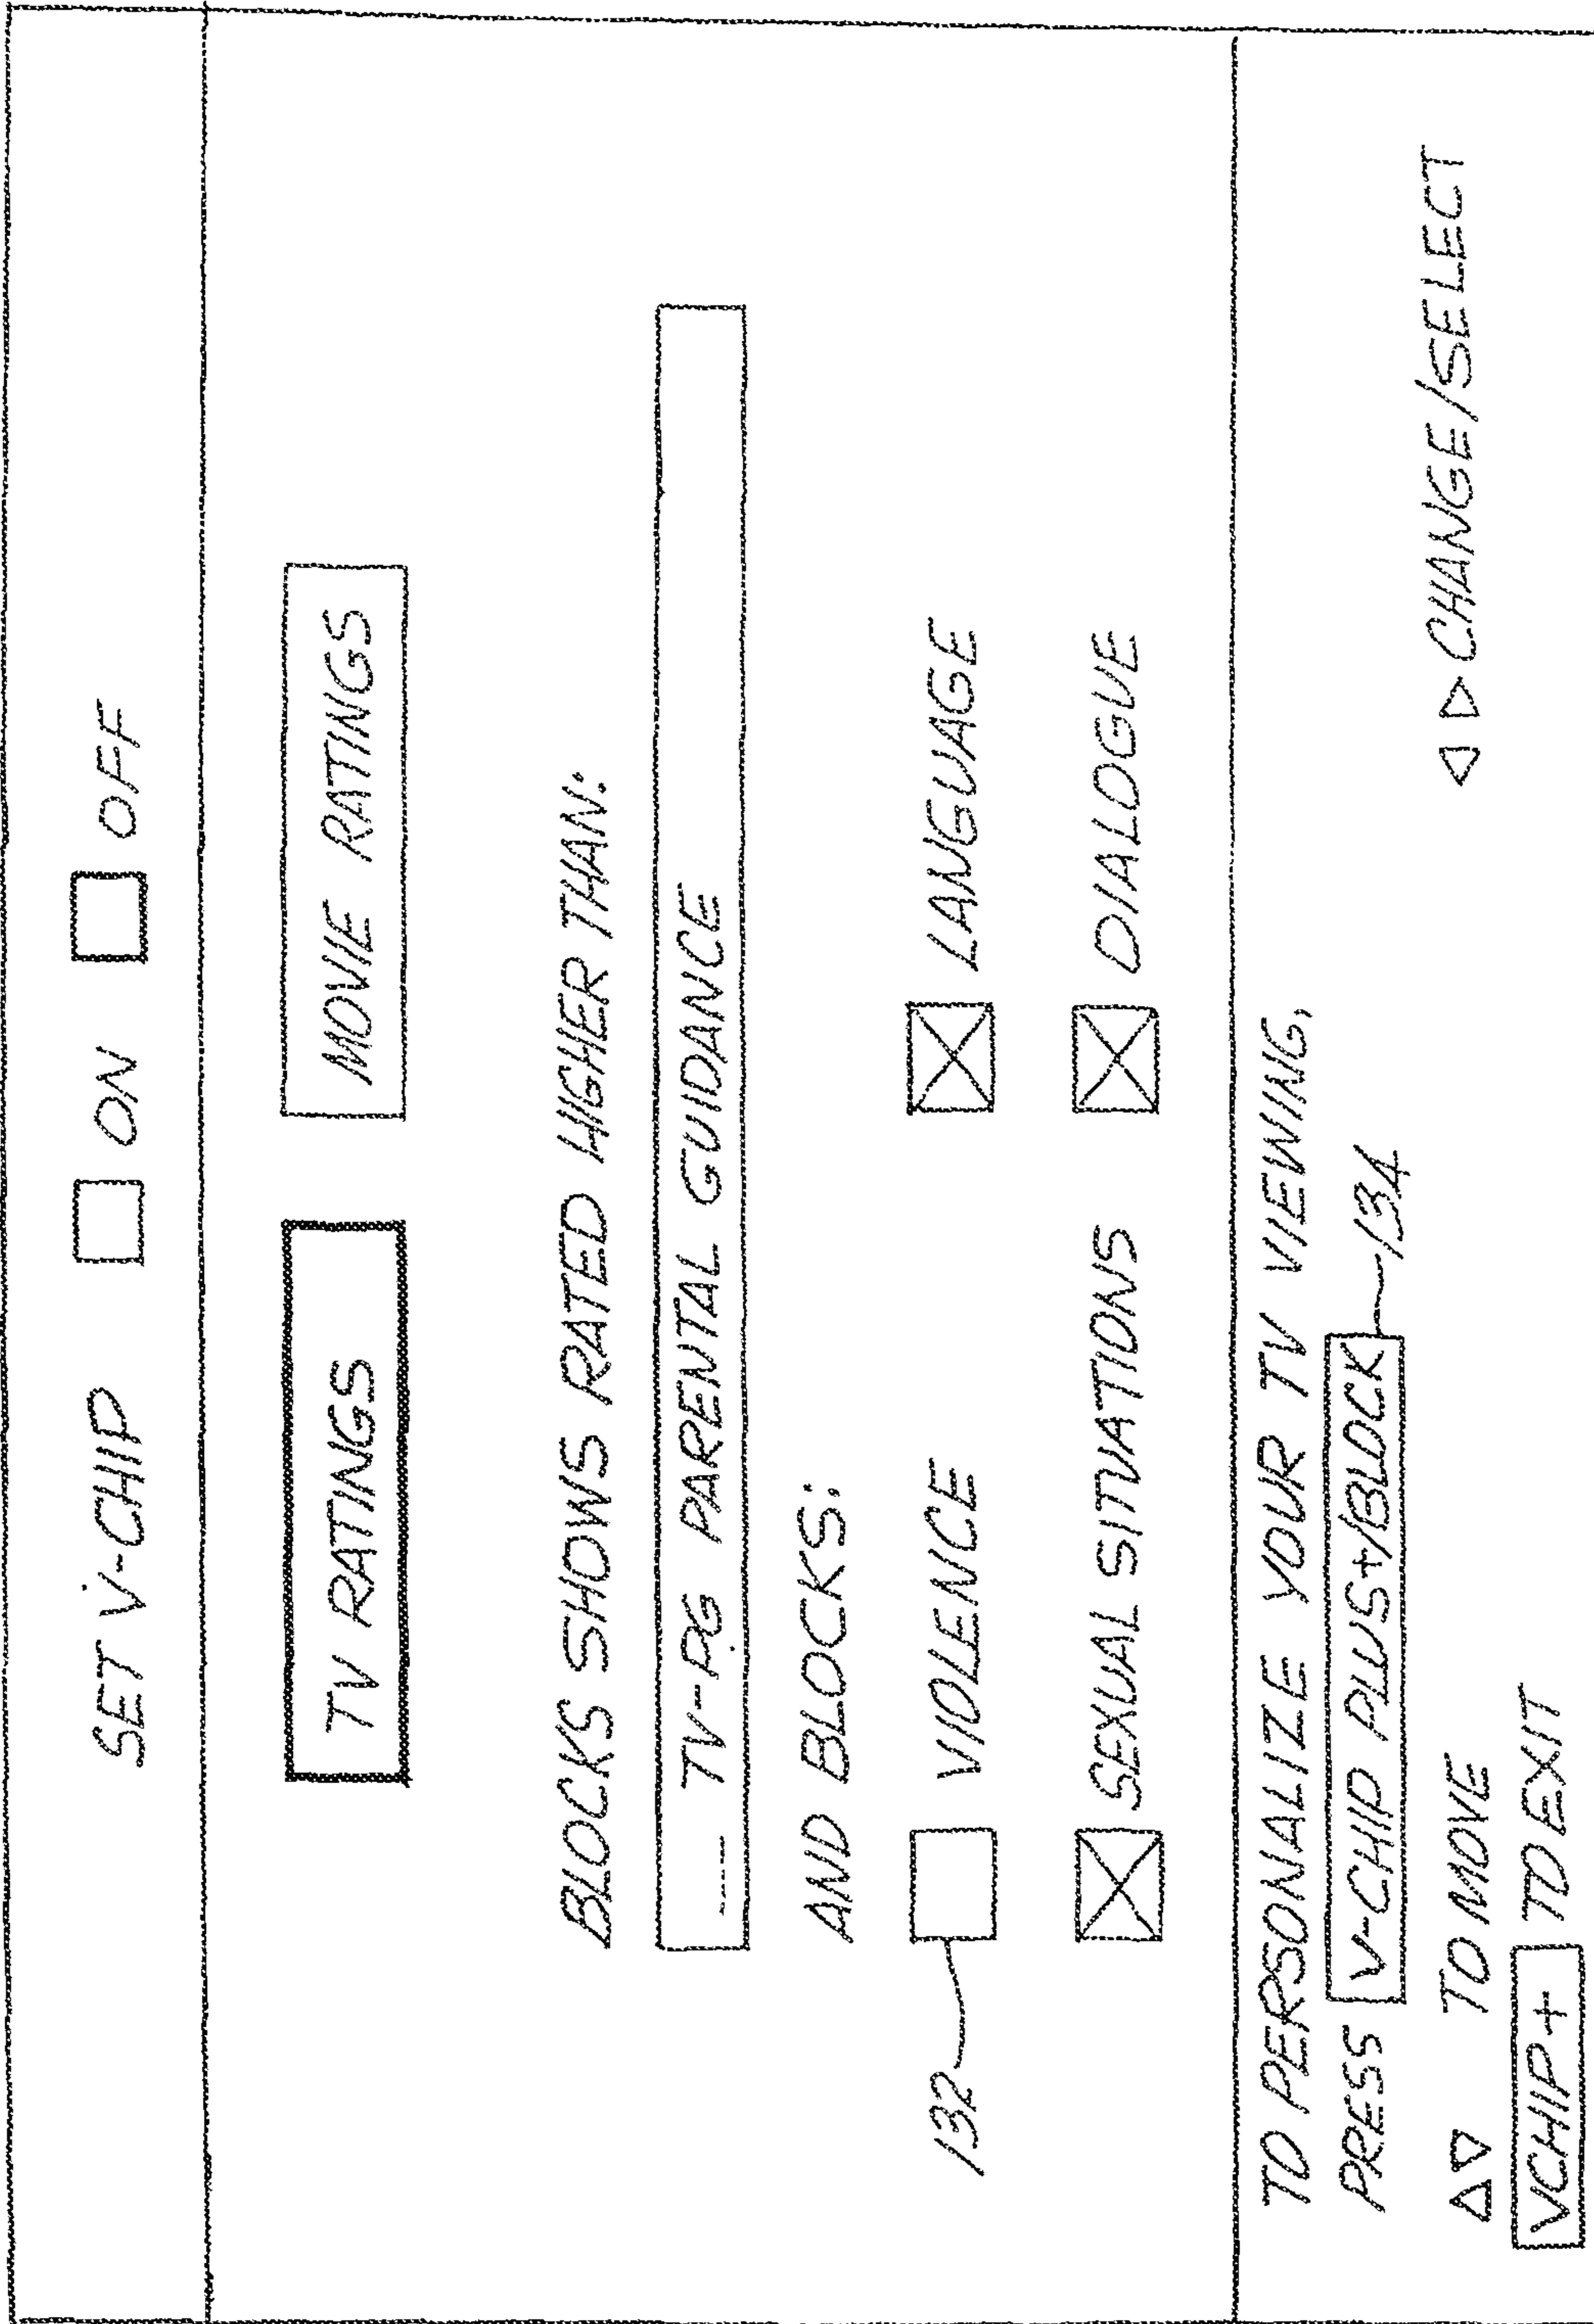 SET V-CHIP ON OFF
TV RATINGS MOVIE RATINGS
BLOCKS SHOWS RATED HIGHER THAN:
---- TV-PG PARENTAL GUIDANCE
AND BLOCKS:
132 VIOLENCE LANGUAGE
SEXUAL SITUATIONS DIALOGUE
TO PERSONALIZE YOUR TV VIEWING,
PRESS V-CHIP PLUS+/BLOCK 134
TO MOVE CHANGE/SELECT
VCHIP+ TO EXIT